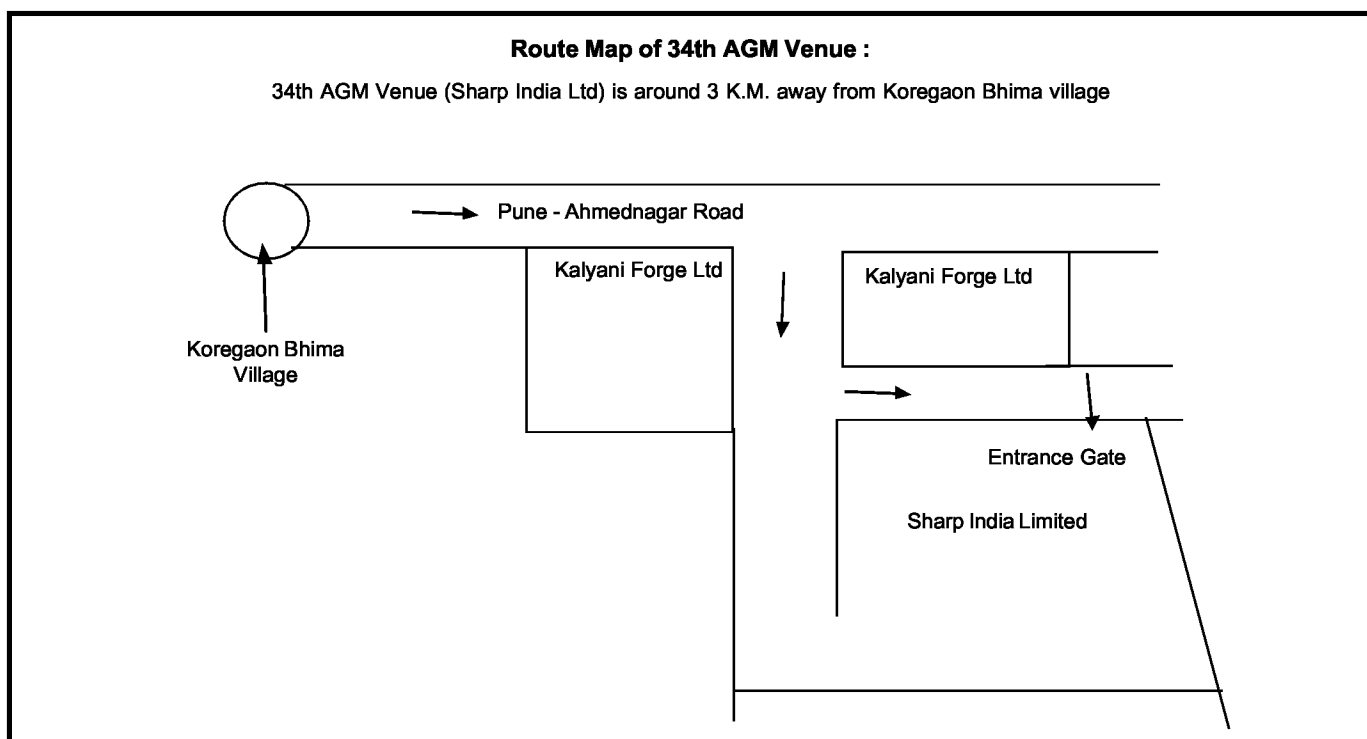 Route Map of 34th AGM Venue :
34th AGM Venue (Sharp India Ltd) is around 3 K.M. away from Koregaon Bhima village
Pune - Ahmednagar Road
Kalyani Forge Ltd
Kalyani Forge Ltd
Koregaon Bhima
Village
Entrance Gate
Sharp India Limited